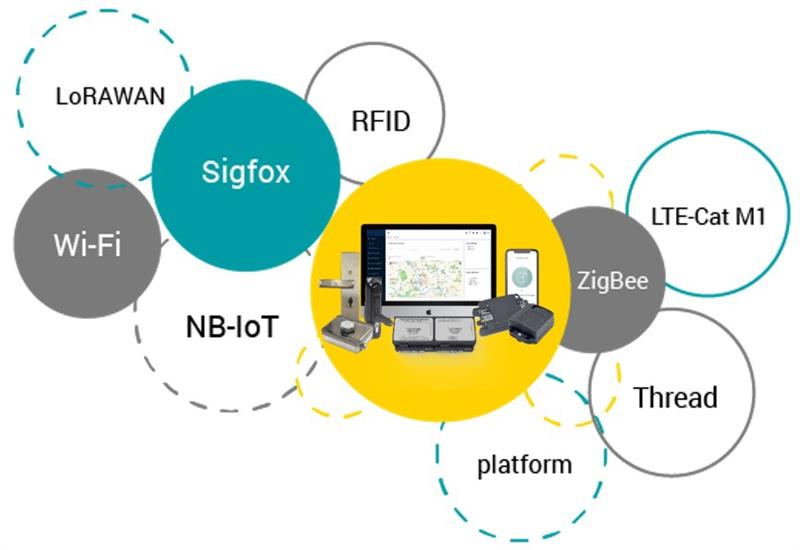 LoRAWAN
RFID
Sigfox
Wi-Fi
NB-IoT
LTE-Cat M1
ZigBee
Thread
platform